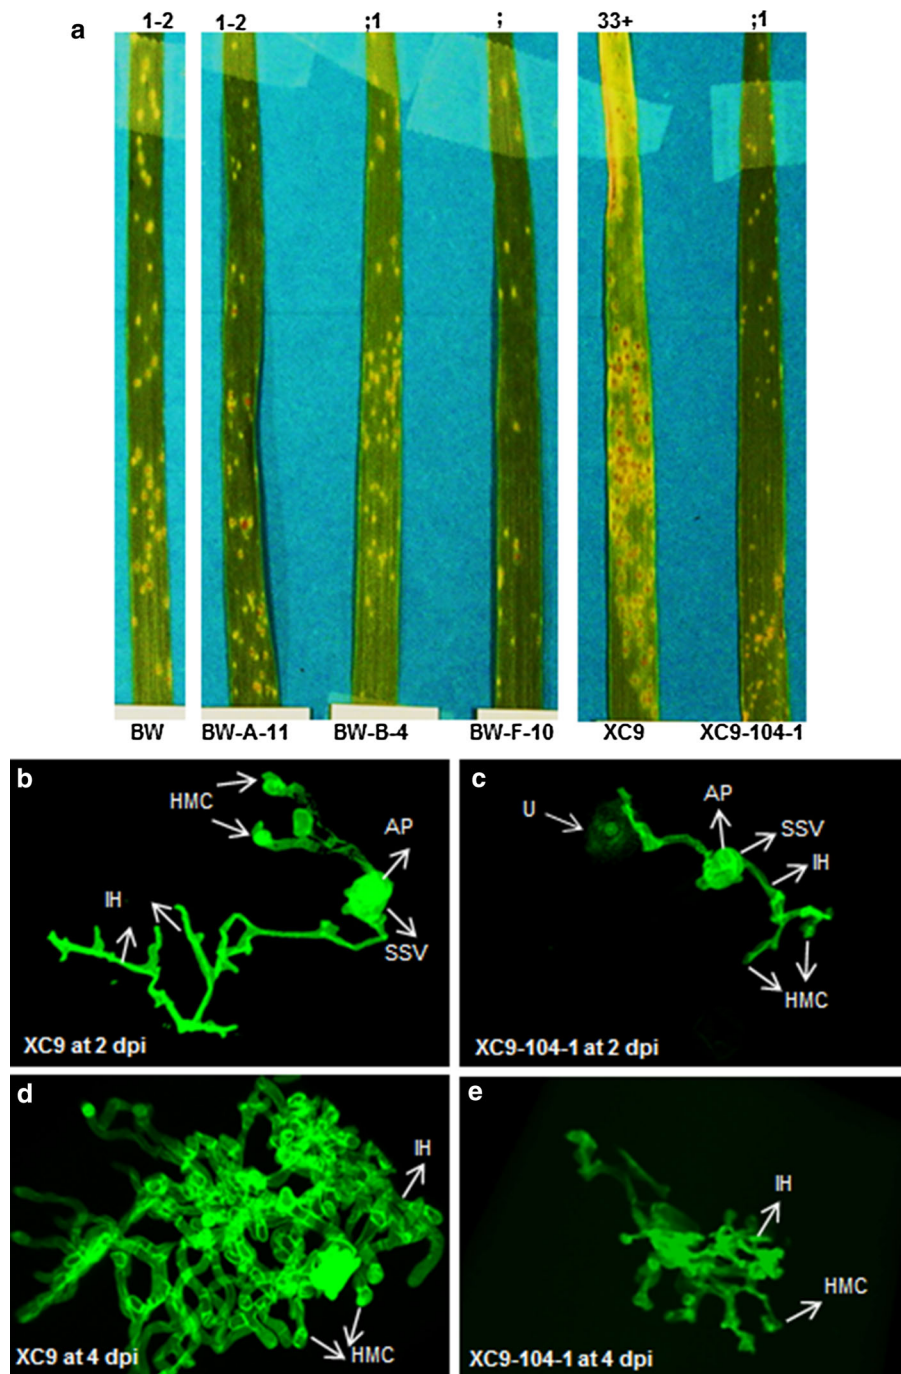 a
1-2 1-2 ;1 ; 33+ ;1
BW BW-A-11 BW-B-4 BW-F-10 XC9 XC9-104-1
b
HMC
AP
IH
SSV
XC9 at 2 dpi
c
U
AP
SSV
IH
HMC
XC9-104-1 at 2 dpi
d
IH
HMC
XC9 at 4 dpi
e
IH
HMC
XC9-104-1 at 4 dpi